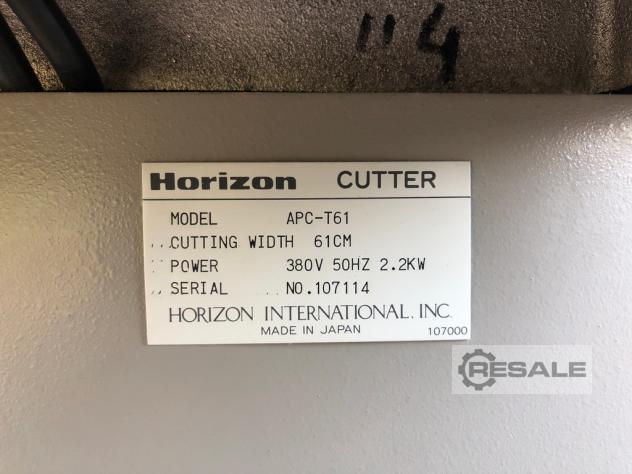 "4
Horizon CUTTER
MODEL APC-T61
CUTTING WIDTH 61CM
POWER 380V 50HZ 2.2KW
SERIAL NO.107114
HORIZON INTERNATIONAL. INC.
MADE IN JAPAN 107000
RESALE